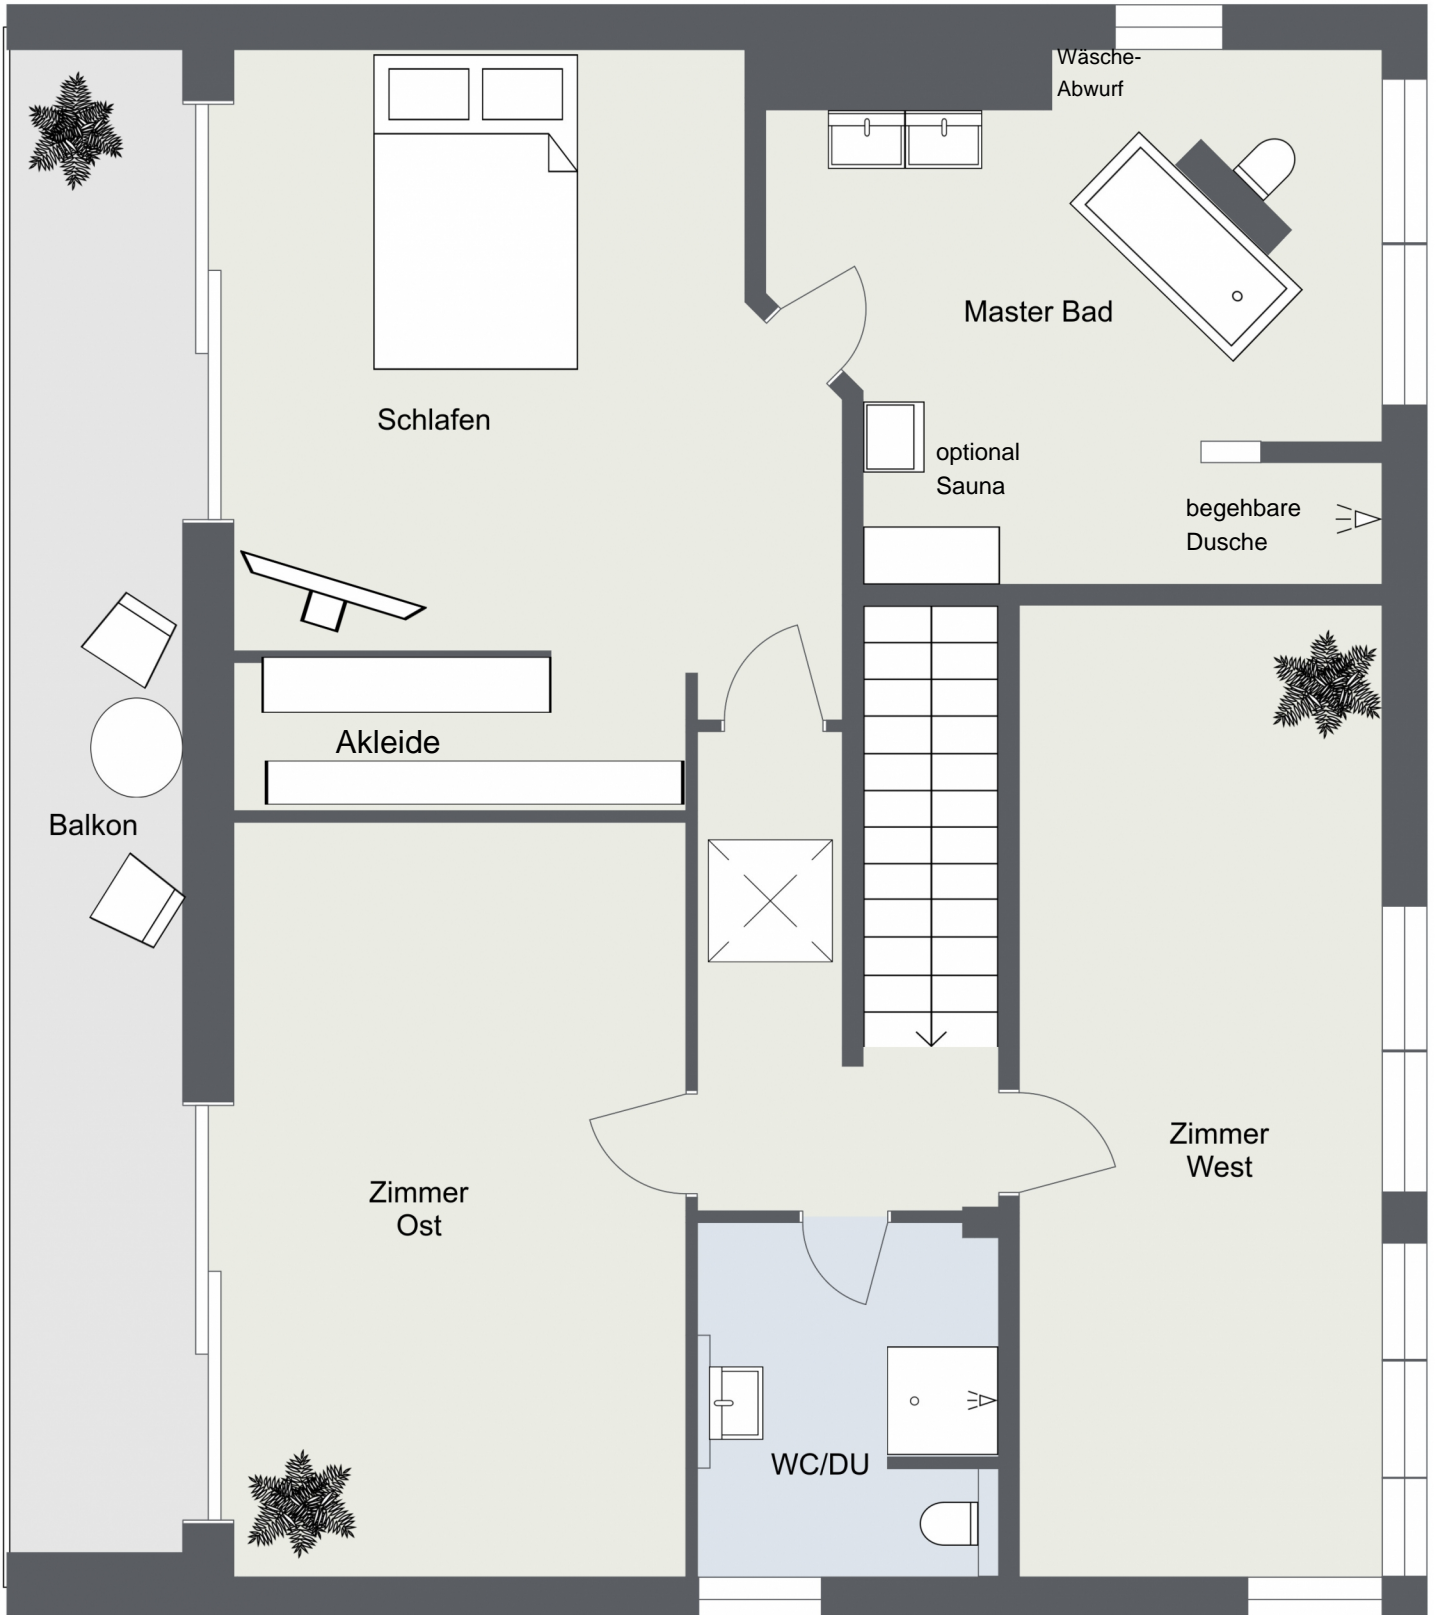 Wäsche-
Abwurf
Master Bad
Schlafen
optional
Sauna
begehbare
Dusche
Akleide
Balkon
Zimmer
West
Zimmer
Ost
WC/DU